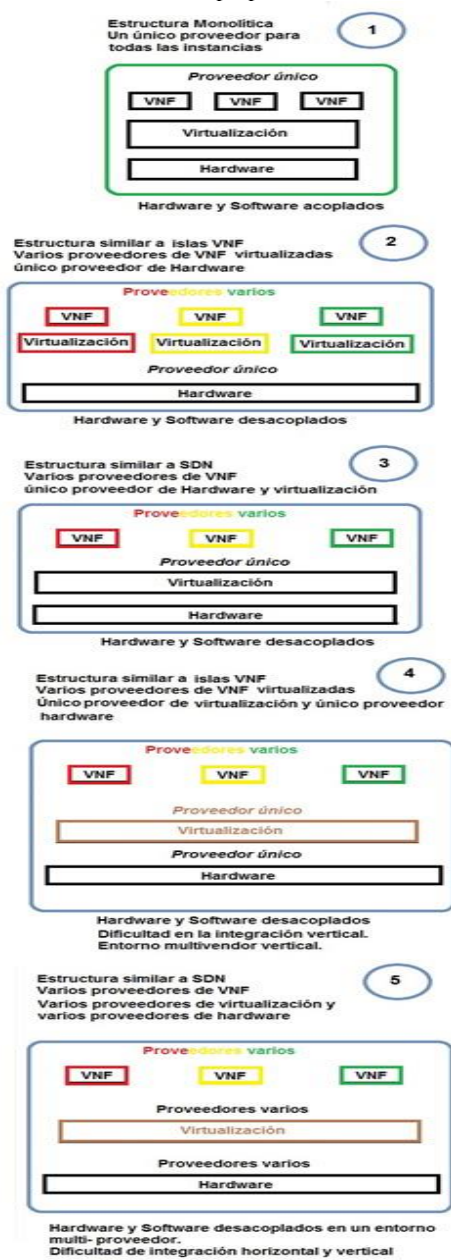 Estructura Monolítica
1
Un único proveedor para
todas las instancias
Proveedor único
VNF VNF VNF
Virtualización
Hardware
Hardware y Software acoplados
2
Estructura similar a islas VNF
Varios proveedores de VNF virtualizadas
único proveedor de Hardware
Proveedores varios
VNF VNF VNF
Virtualización Virtualización Virtualización
Proveedor único
Hardware
Hardware y Software desacoplados
3
Estructura similar a SDN
Varios proveedores de VNF
único proveedor de Hardware y virtualización
Proveedores varios
VNF VNF VNF
Proveedor único
Virtualización
Hardware
Hardware y Software desacoplados
4
Estructura similar a islas VNF
Varios proveedores de VNF virtualizadas
Único proveedor de virtualización y único proveedor
hardware
Proveedores varios
VNF VNF VNF
Proveedor único
Virtualización
Proveedor único
Hardware
Hardware y Software desacoplados
Dificultad en la integración vertical.
Entorno multivendor vertical.
5
Estructura similar a SDN
Varios proveedores de VNF
Varios proveedores de virtualización y
varios proveedores de hardware
Proveedores varios
VNF VNF VNF
Proveedores varios
Virtualización
Proveedores varios
Hardware
Hardware y Software desacoplados en un entorno
multi- proveedor.
Dificultad de integración horizontal y vertical